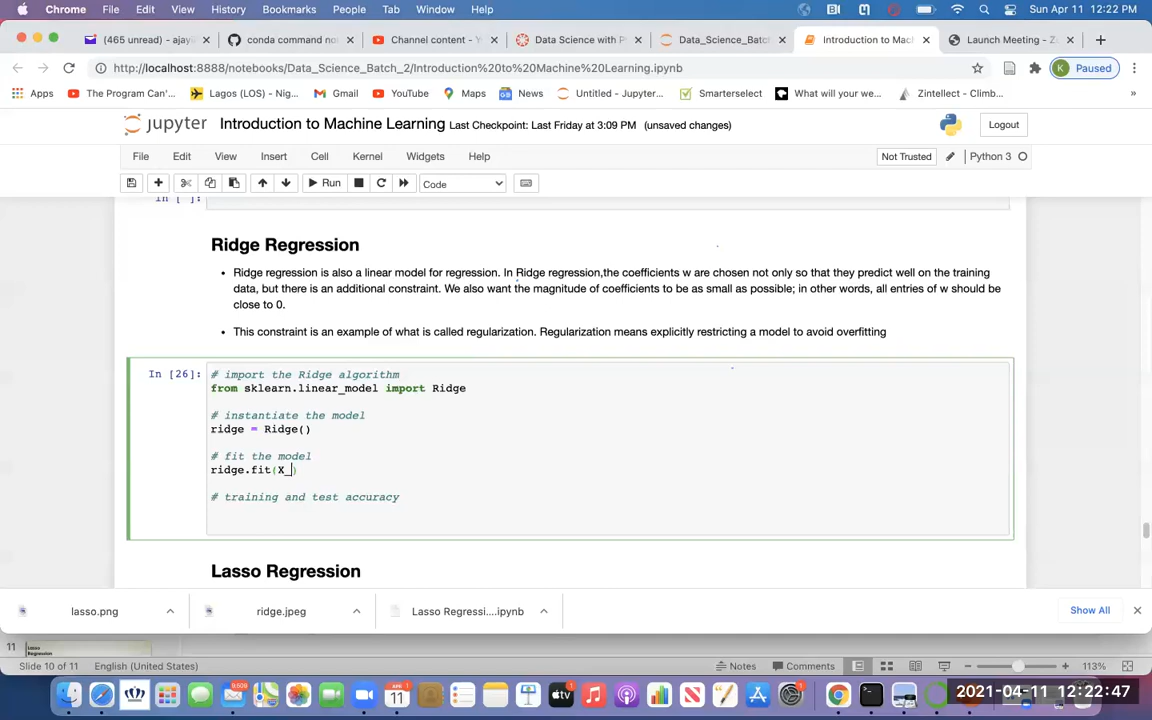 Chrome File Edit View History Bookmarks People Tab Window Help Sun Apr 11 12:22 PM
(465 unread) - ajay conda command no Channel content - Y Data Science with P Data_Science_Batch_2 Introduction to Mac Launch Meeting - Zo
http://localhost:8888/notebooks/Data_Science_Batch_2/Introduction%20to%20Machine%20Learning.ipynb K Paused
Apps The Program Can'... Lagos (LOS) - Nig... Gmail YouTube Maps News Untitled - Jupyter... Smarterselect What will your we... Zintellect - Climb... »
jupyter Introduction to Machine Learning Last Checkpoint: Last Friday at 3:09 PM (unsaved changes) Logout
File Edit View Insert Cell Kernel Widgets Help Not Trusted Python 3
Run Code
In [ ]:
Ridge Regression
• Ridge regression is also a linear model for regression. In Ridge regression,the coefficients w are chosen not only so that they predict well on the training
data, but there is an additional constraint. We also want the magnitude of coefficients to be as small as possible; in other words, all entries of w should be
close to 0.
• This constraint is an example of what is called regularization. Regularization means explicitly restricting a model to avoid overfitting
In [26]: # import the Ridge algorithm
from sklearn.linear_model import Ridge
# instantiate the model
ridge = Ridge()
# fit the model
ridge.fit(X_)
# training and test accuracy
Lasso Regression
lasso.png ridge.jpeg Lasso Regressi....ipynb Show All
11 Lasso Regression
Slide 10 of 11 English (United States) Notes Comments 113%
2021-04-11 12:22:47